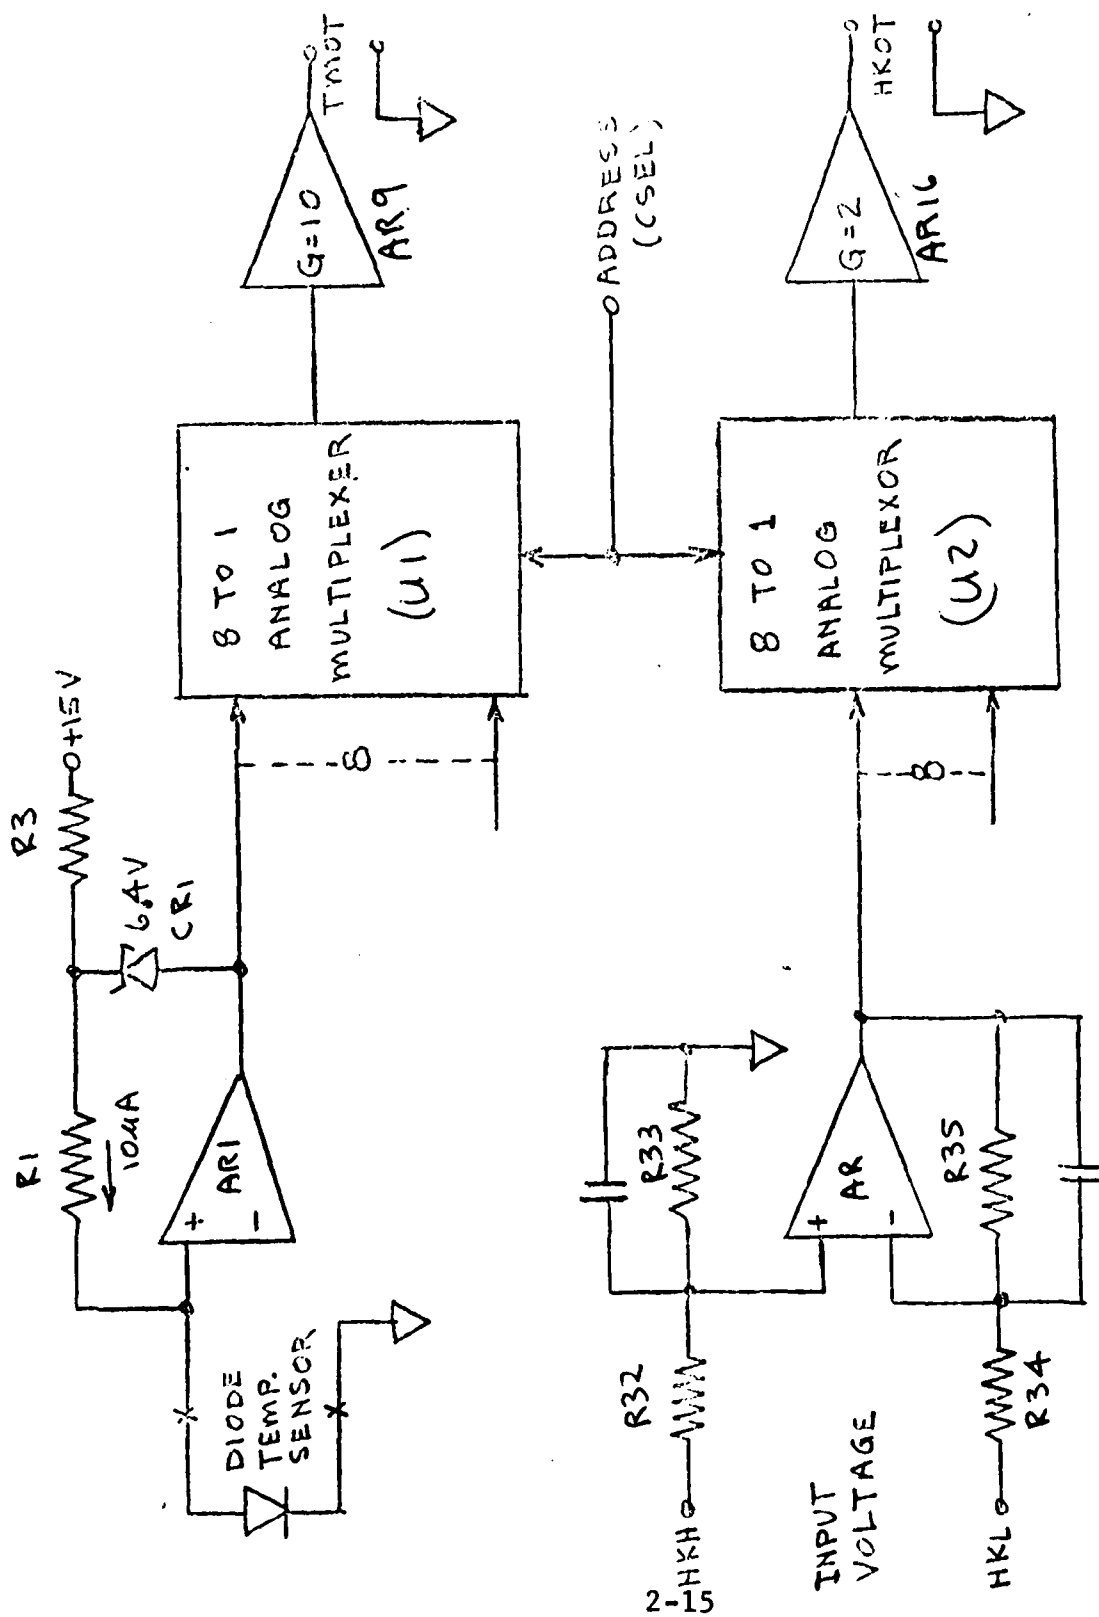 R1
10µA
R3
+15V
6.4V
CR1
+
-
AR1
DIODE
TEMP.
SENSOR
8
8 TO 1
ANALOG
MULTIPLEXER
(U1)
G=10
AR9
TMOT
ADDRESS
(CSEL)
HKH
R32
R33
INPUT
VOLTAGE
+
-
AR
HKL
R34
R35
8
8 TO 1
ANALOG
MULTIPLEXOR
(U2)
G=2
AR16
HKOT
2-15